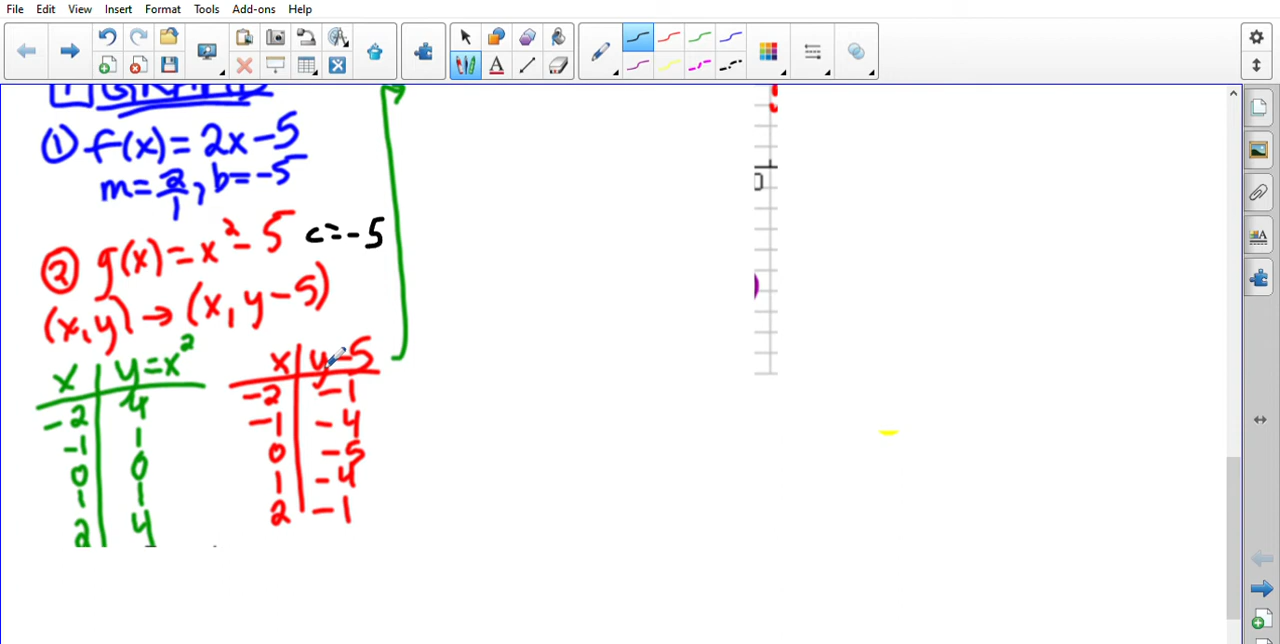 File Edit View Insert Format Tools Add-ons Help
① f(x) = 2x - 5
m = 2/1, b = -5
② g(x) = x² - 5 c = -5
(x, y) → (x, y - 5)
x | y = x²
-2 | 4
-1 | 1
0 | 0
1 | 1
2 | 4
x | y - 5
-2 | -1
-1 | -4
0 | -5
1 | -4
2 | -1